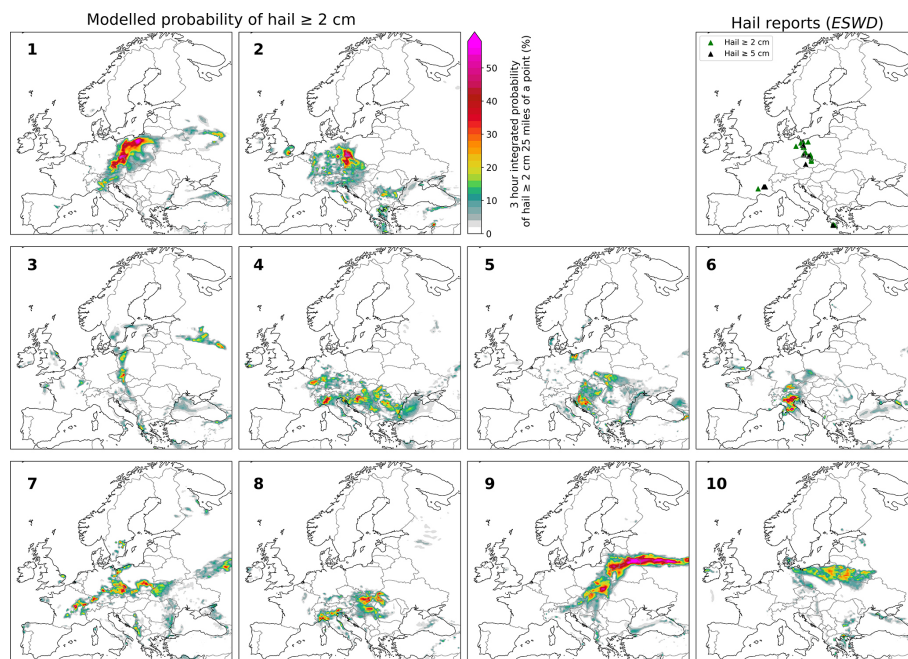 Modelled probability of hail ≥ 2 cm
Hail reports (ESWD)
1
2
50
40
30
20
10
0
3 hour integrated probability
of hail ≥ 2 cm 25 miles of a point (%)
Hail ≥ 2 cm
Hail ≥ 5 cm
3
4
5
6
7
8
9
10